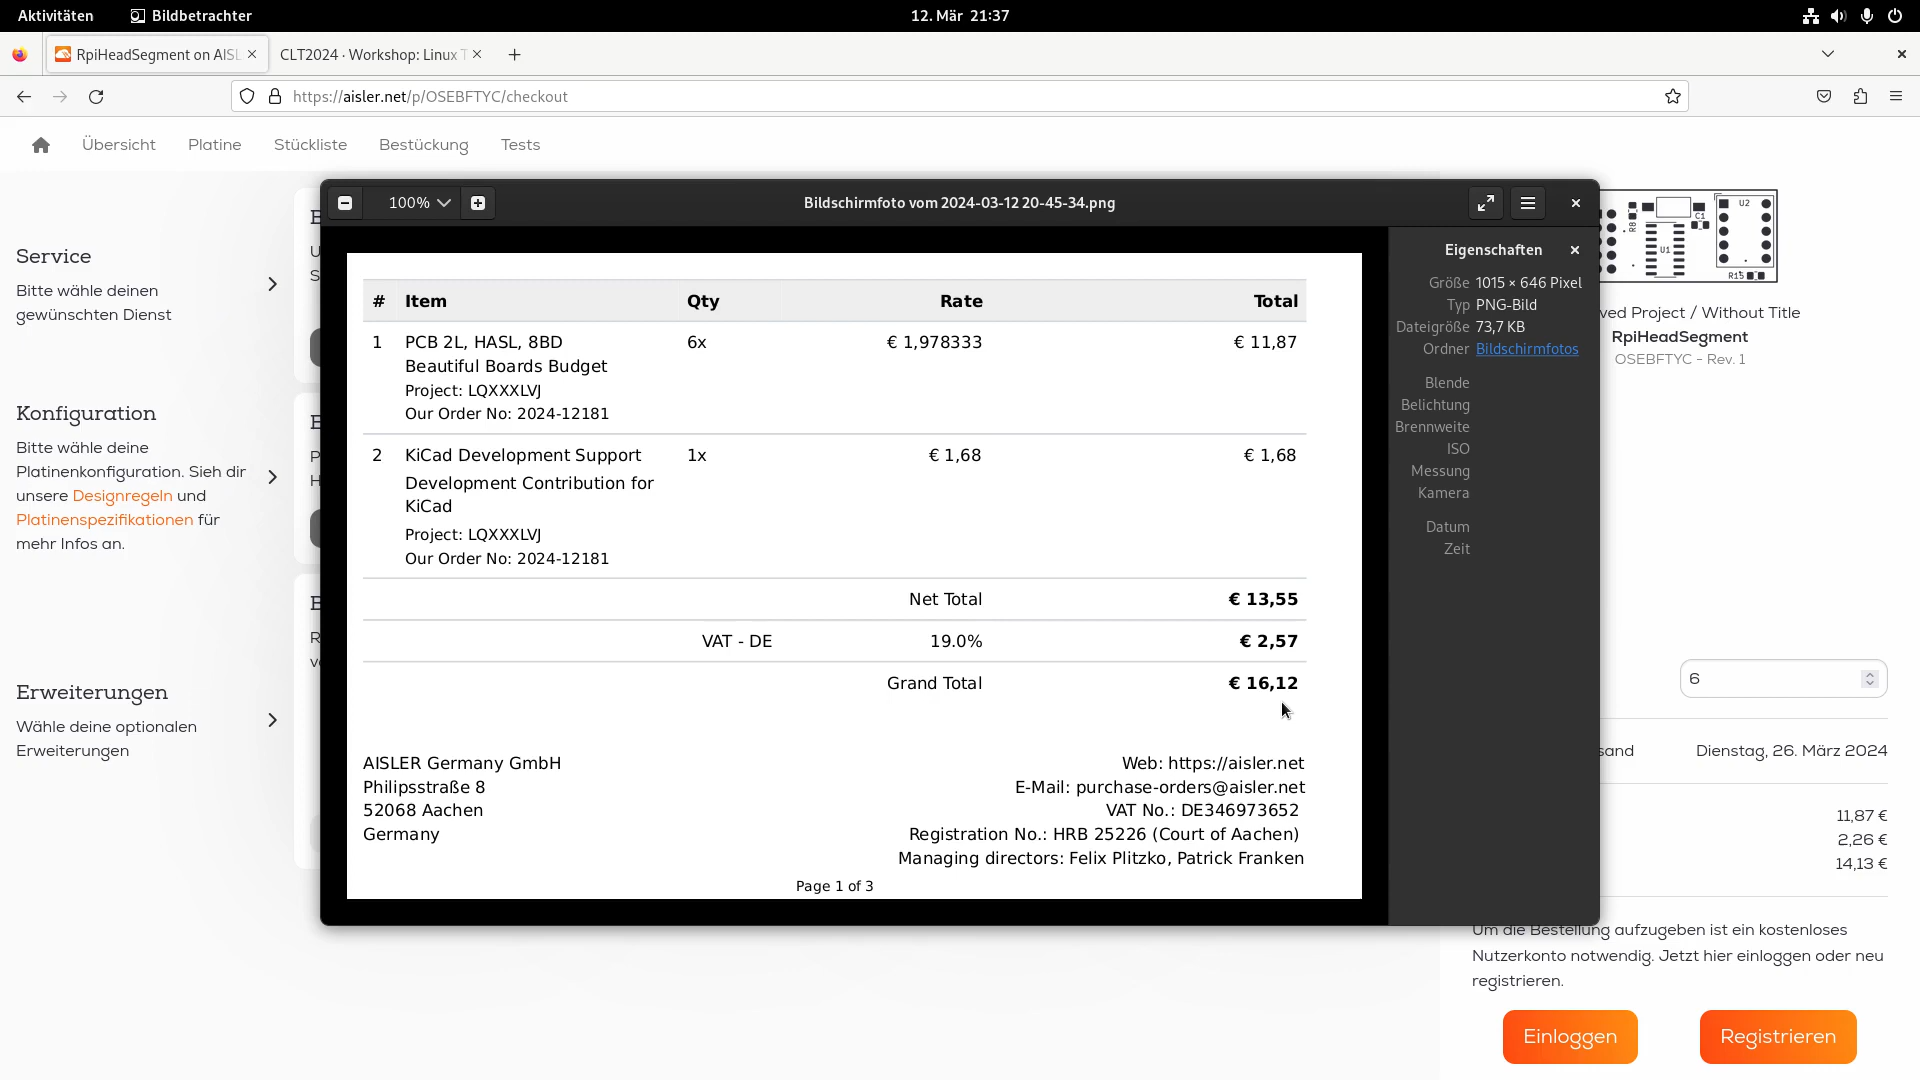 Aktivitäten
Bildbetrachter
12. Mär 21:37
RpiHeadSegment on AISL
CLT2024 · Workshop: Linux T
https://aisler.net/p/OSEBFTYC/checkout
Übersicht
Platine
Stückliste
Bestückung
Tests
Service
Bitte wähle deinen
gewünschten Dienst
Konfiguration
Bitte wähle deine
Platinenkonfiguration. Sieh dir
unsere Designregeln und
Platinenspezifikationen für
mehr Infos an.
Erweiterungen
Wähle deine optionalen
Erweiterungen
100%
Bildschirmfoto vom 2024-03-12 20-45-34.png
# Item Qty Rate Total
1 PCB 2L, HASL, 8BD 6x € 1,978333 € 11,87
Beautiful Boards Budget
Project: LQXXXLVJ
Our Order No: 2024-12181
2 KiCad Development Support 1x € 1,68 € 1,68
Development Contribution for
KiCad
Project: LQXXXLVJ
Our Order No: 2024-12181
Net Total € 13,55
VAT - DE 19.0% € 2,57
Grand Total € 16,12
AISLER Germany GmbH
Philipsstraße 8
52068 Aachen
Germany
Web: https://aisler.net
E-Mail: purchase-orders@aisler.net
VAT No.: DE346973652
Registration No.: HRB 25226 (Court of Aachen)
Managing directors: Felix Plitzko, Patrick Franken
Page 1 of 3
Eigenschaften
Größe 1015 × 646 Pixel
Typ PNG-Bild
Dateigröße 73,7 KB
Ordner Bildschirmfotos
Blende
Belichtung
Brennweite
ISO
Messung
Kamera
Datum
Zeit
U2
C1
R8
U1
R15
ved Project / Without Title
RpiHeadSegment
OSEBFTYC - Rev. 1
6
sand
Dienstag, 26. März 2024
11,87 €
2,26 €
14,13 €
Um die Bestellung aufzugeben ist ein kostenloses
Nutzerkonto notwendig. Jetzt hier einloggen oder neu
registrieren.
Einloggen
Registrieren